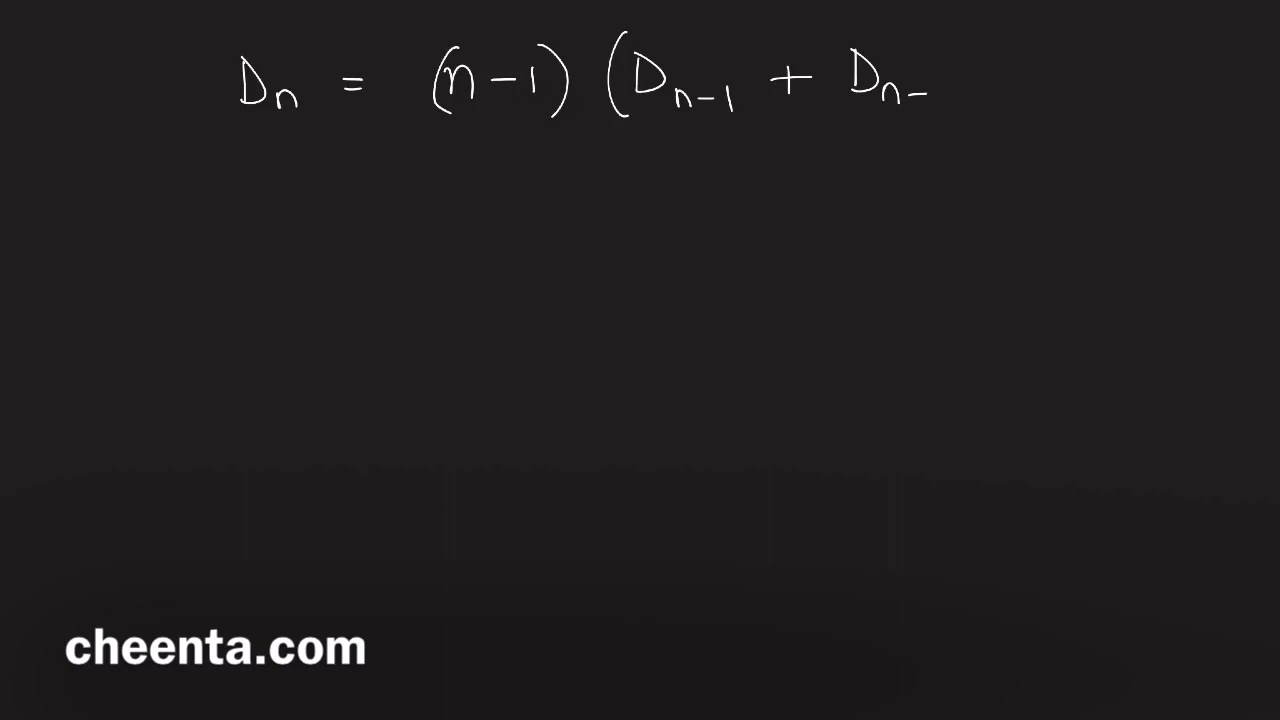 Dn = (n-1) (Dn-1 + Dn-
cheenta.com